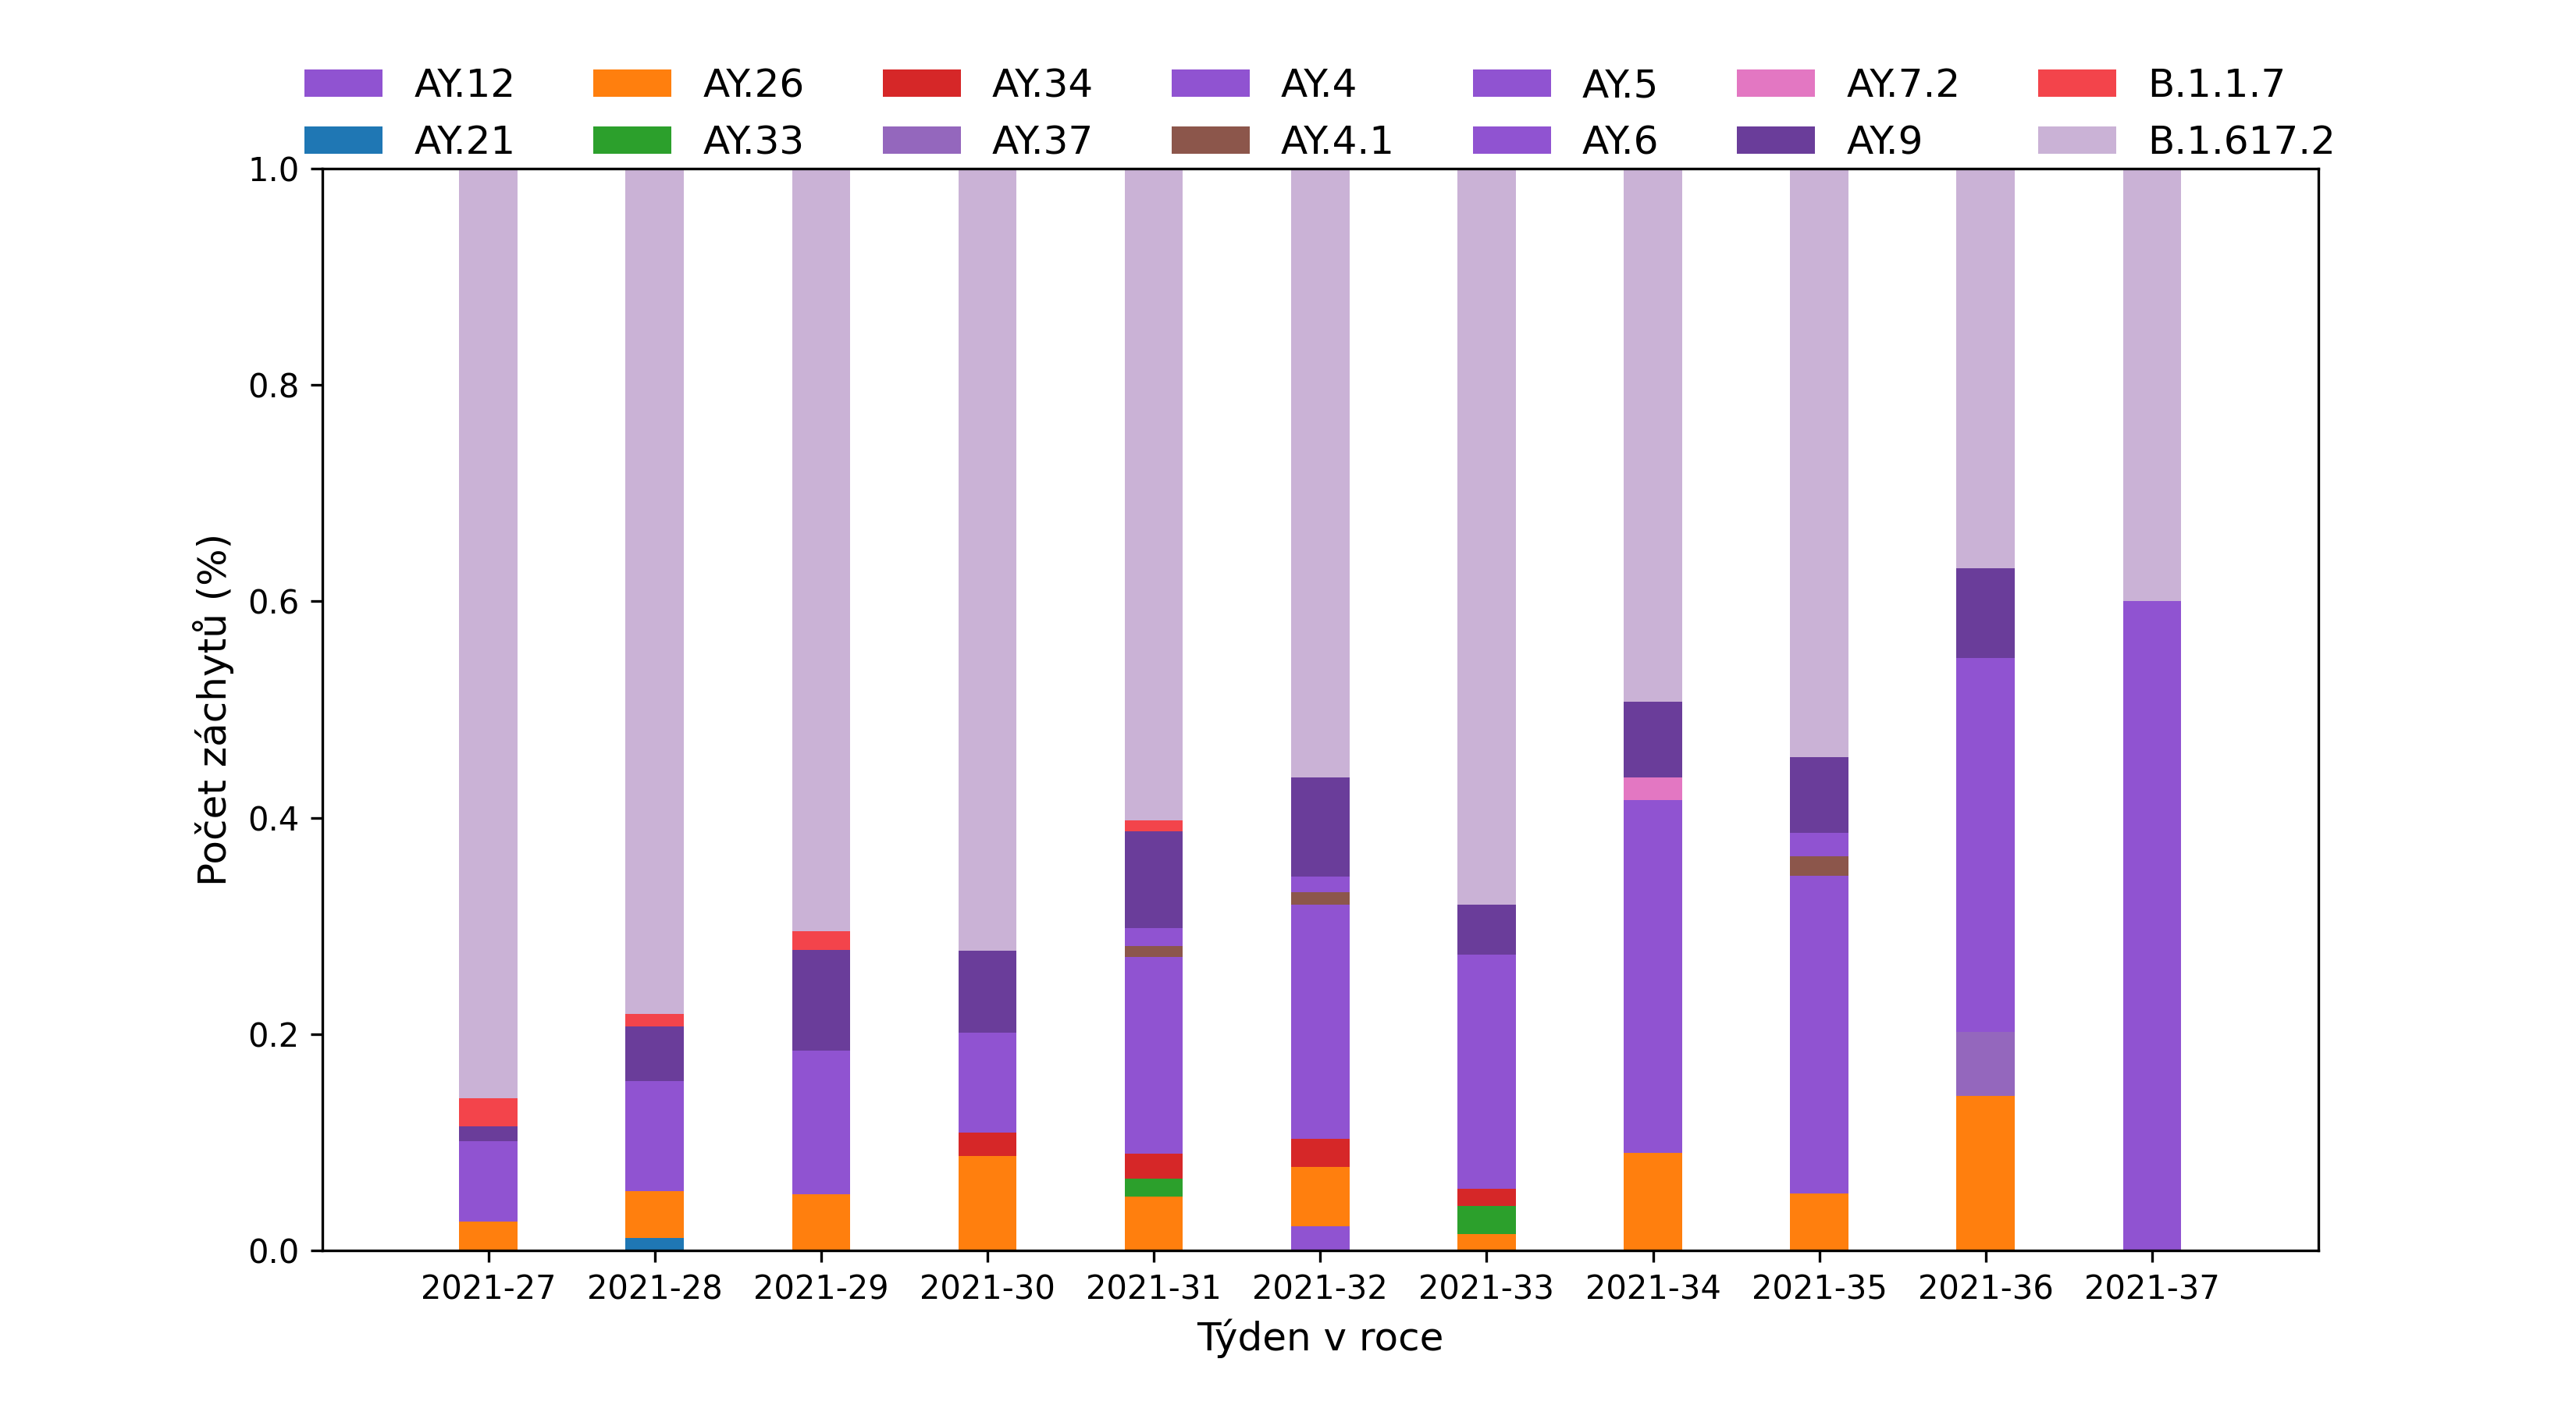 AY.12 AY.26 AY.34 AY.4 AY.5 AY.7.2 B.1.1.7
AY.21 AY.33 AY.37 AY.4.1 AY.6 AY.9 B.1.617.2
1.0
0.8
0.6
0.4
0.2
0.0
Počet záchytů (%)
2021-27 2021-28 2021-29 2021-30 2021-31 2021-32 2021-33 2021-34 2021-35 2021-36 2021-37
Týden v roce